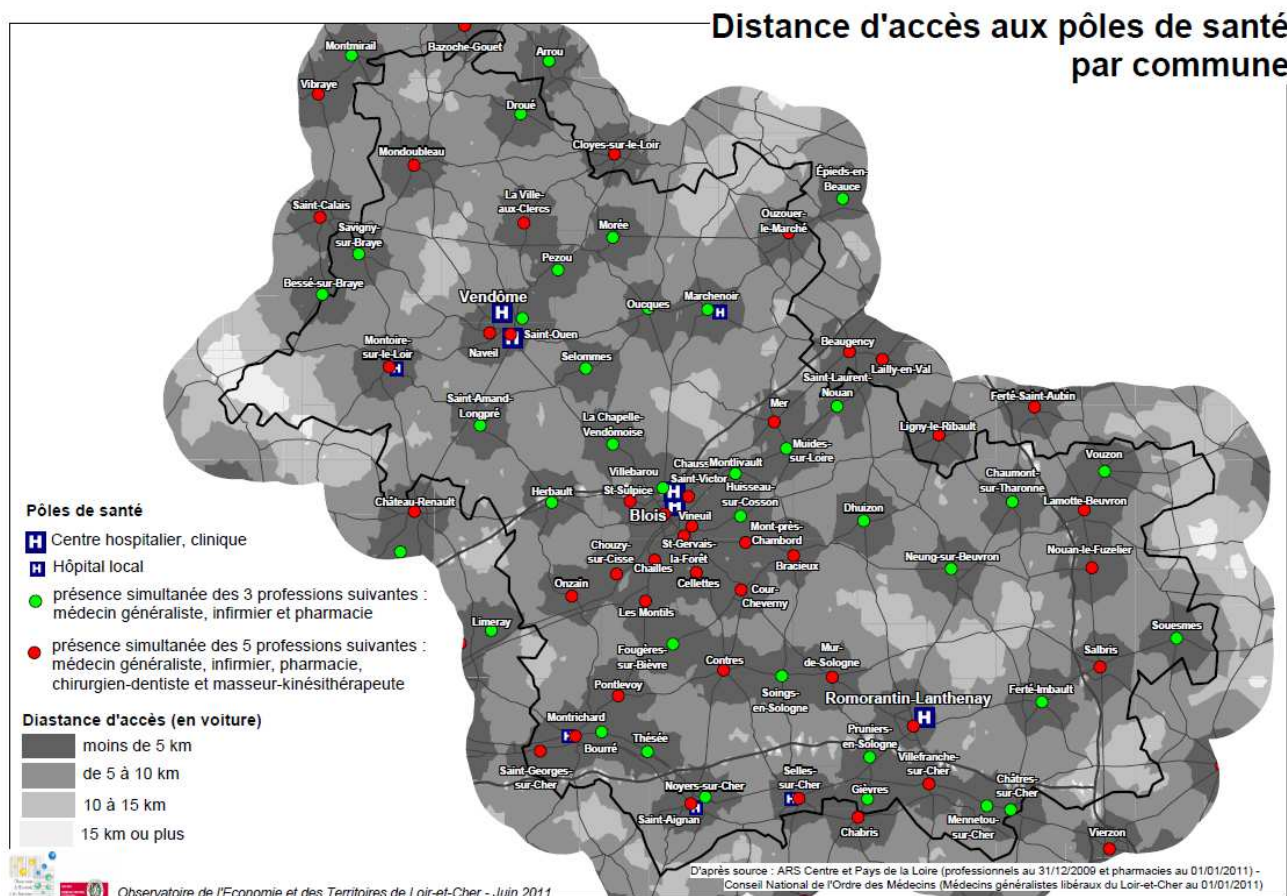 Distance d'accès aux pôles de santé
par commune
Montmirail
Bazoche-Gouet
Arrou
Vibraye
Droué
Mondoubleau
Cloyes-sur-le-Loir
Épieds-en-
Beauce
Saint-Calais
La Ville-
aux-Clercs
Savigny-
sur-Braye
Morée
Ouzouer-
le-Marché
Pezou
Bessé-sur-Braye
Vendôme
H
Oucques
Marchenoir
H
Saint-Ouen
H
Naveil
Montoire-
sur-le-Loir
H
Selommes
Beaugency
Lailly-en-Val
Saint-Laurent-
Nouan
Saint-Amand-
Longpré
La Chapelle-
Vendômoise
Mer
Ferté-Saint-Aubin
Ligny-le-Ribault
Muides-
sur-Loire
Vouzon
Villebarou
Chauss
Montlivault
Saint-Victor
Chaumont-
sur-Tharonne
Château-Renault
Herbault
St-Sulpice
H
H
Huisseau-
sur-Cosson
Lamotte-Beuvron
Blois
Vineuil
Dhuizon
Mont-près-
Chambord
Nouan-le-Fuzelier
Chouzy-
sur-Cisse
St-Gervais-
la-Forêt
Chailles
Bracieux
Neung-sur-Beuvron
Onzain
Cellettes
Cour-
Cheverny
Les Montils
Limeray
Souesmes
Fougères-
sur-Bièvre
Contres
Mur-
de-Sologne
Salbris
Pontlevoy
Soings-
en-Sologne
Romorantin-Lanthenay
H
Ferté-Imbault
Montrichard
H
Bourré
Thésée
Pruniers-
en-Sologne
Villefranche-
sur-Cher
Saint-Georges-
sur-Cher
Noyers-sur-Cher
Selles-
sur-Cher
H
Gièvres
Châtres-
sur-Cher
Saint-Aignan
H
Chabris
Mennetou-
sur-Cher
Vierzon
Pôles de santé
H Centre hospitalier, clinique
H Hôpital local
présence simultanée des 3 professions suivantes :
médecin généraliste, infirmier et pharmacie
présence simultanée des 5 professions suivantes :
médecin généraliste, infirmier, pharmacie,
chirurgien-dentiste et masseur-kinésithérapeute
Diastance d'accès (en voiture)
moins de 5 km
de 5 à 10 km
10 à 15 km
15 km ou plus
Observatoire de l'Economie et des Territoires de Loir-et-Cher - Juin 2011
D'après source : ARS Centre et Pays de la Loire (professionnels au 31/12/2009 et pharmacies au 01/01/2011) -
Conseil National de l'Ordre des Médecins (Médecins généralistes libéraux du Loir-et-Cher au 10/01/2011)